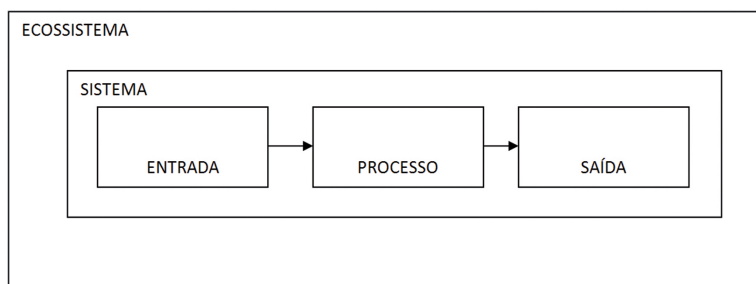 ECOSSISTEMA
SISTEMA
ENTRADA
PROCESSO
SAÍDA